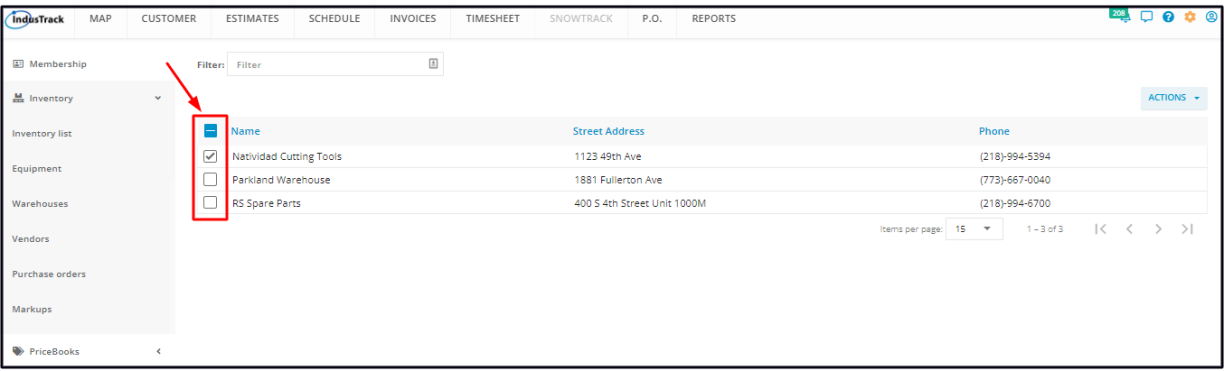 IndusTrack MAP CUSTOMER ESTIMATES SCHEDULE INVOICES TIMESHEET SNOWTRACK P.O. REPORTS 208
Membership
Filter: Filter
Inventory
ACTIONS
Inventory list
Name Street Address Phone
Natividad Cutting Tools 1123 49th Ave (218)-994-5394
Equipment
Parkland Warehouse 1881 Fullerton Ave (773)-667-0040
Warehouses
RS Spare Parts 400 S 4th Street Unit 1000M (218)-994-6700
Items per page: 15 1 – 3 of 3
Vendors
Purchase orders
Markups
PriceBooks